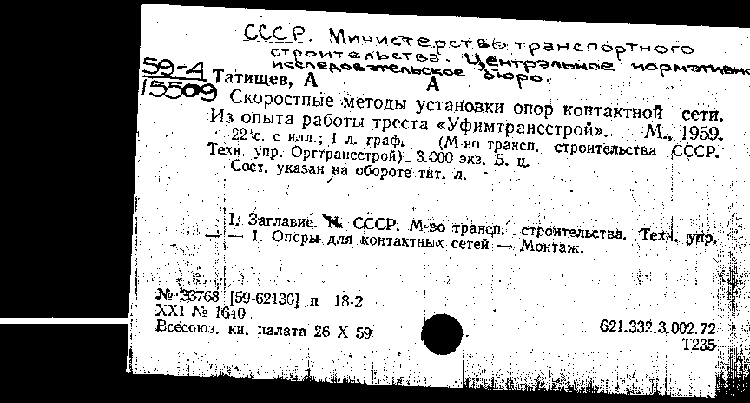 СССР. Министерство транспортного
строительства. Центральное нормативно
исследовательское бюро.
59-4
15509
Татищев, А А
Скоростные методы установки опор контактной сети.
Из опыта работы треста «Уфимтрансстрой». М., 1959.
22 с. с илл.; 1 л. граф. (М-во трансп. строительства СССР.
Техн. упр. Оргтрансстрой). 3.000 экз. Б. ц.
Сост. указан на обороте тит. л.
I. Заглавие. II. СССР. М-во трансп. строительства. Техн. упр.
— — 1. Опоры для контактных сетей — Монтаж.
№ 33768 [59-62130] п 18-2
XXI № 1640
Всесоюз. кн. палата 26 X 59
621.332.3.002.72
Т235